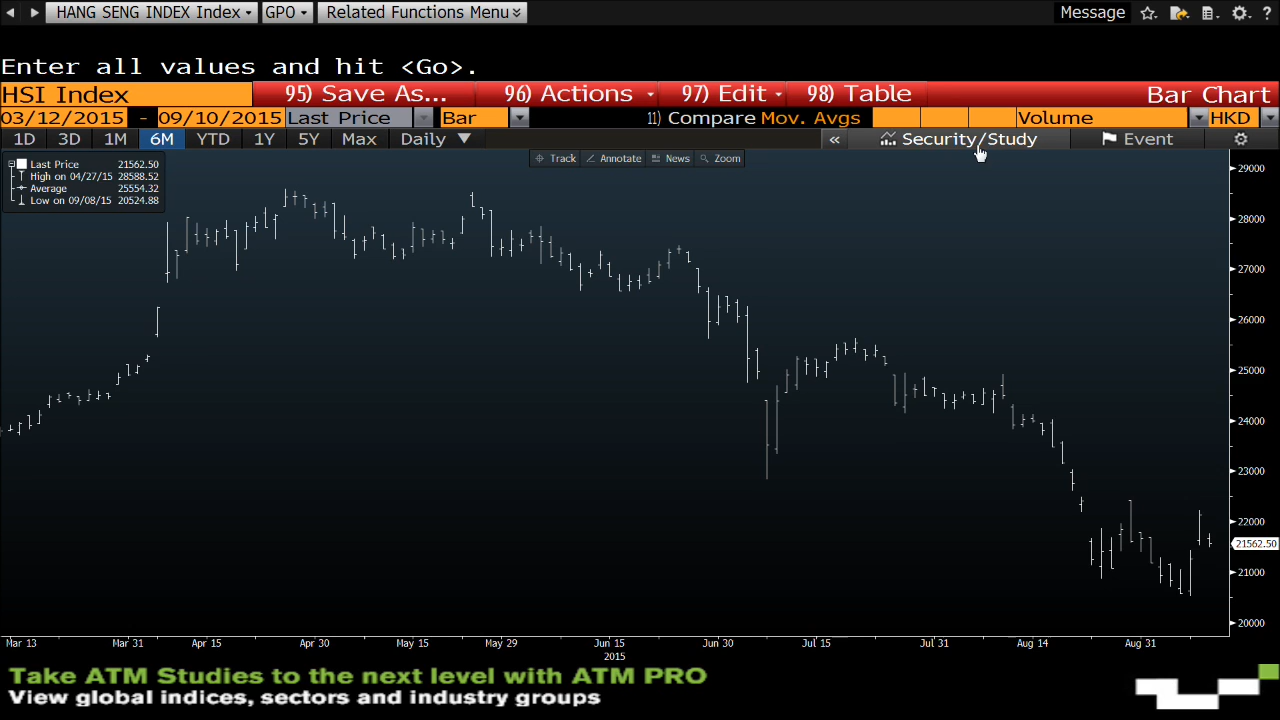 HANG SENG INDEX Index GPO Related Functions Menu Message ?
Enter all values and hit <Go>.
HSI Index 95) Save As... 96) Actions 97) Edit 98) Table Bar Chart
03/12/2015 - 09/10/2015 Last Price Bar 11) Compare Mov. Avgs Volume HKD
1D 3D 1M 6M YTD 1Y 5Y Max Daily « Security/Study Event
Track Annotate News Zoom
Last Price 21562.50
High on 04/27/15 28588.52
Average 25554.32
Low on 09/08/15 20524.88
29000
28000
27000
26000
25000
24000
23000
22000
21562.50
21000
20000
Mar 13 Mar 31 Apr 15 Apr 30 May 15 May 29 Jun 15 Jun 30 Jul 15 Jul 31 Aug 14 Aug 31
2015
Take ATM Studies to the next level with ATM PRO
View global indices, sectors and industry groups